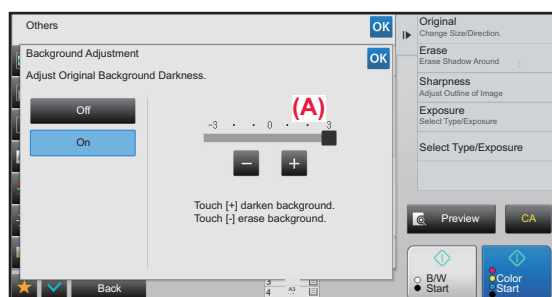 Others
OK
Background Adjustment
OK
Adjust Original Background Darkness.
Off
On
(A)
-3 · · 0 · · 3
−
+
Touch [+] darken background.
Touch [-] erase background.
Back
3
4
A3
Original
Change Size/Direction.
Erase
Erase Shadow Around
:
Sharpness
Adjust Outline of Image
Exposure
Select Type/Exposure
Select Type/Exposure
Preview
CA
B/W
Start
Color
Start